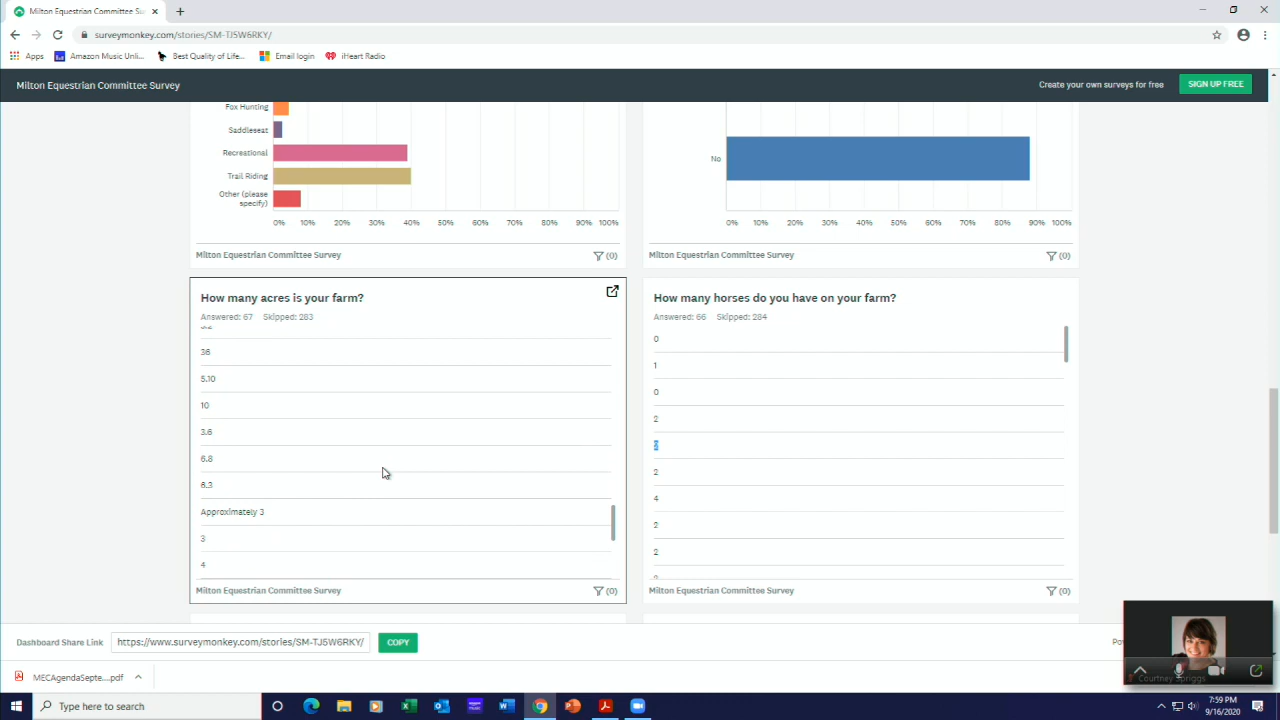 Milton Equestrian Committee Su
surveymonkey.com/stories/SM-TJ5W6RKY/
Apps Amazon Music Unli... Best Quality of Life... Email login iHeart Radio
Milton Equestrian Committee Survey Create your own surveys for free SIGN UP FREE
Fox Hunting
Saddleseat
Recreational
Trail Riding
Other (please
specify)
0% 10% 20% 30% 40% 50% 60% 70% 80% 90% 100%
Milton Equestrian Committee Survey (0)
No
0% 10% 20% 30% 40% 50% 60% 70% 80% 90% 100%
Milton Equestrian Committee Survey (0)
How many acres is your farm?
Answered: 67 Skipped: 283
36
5.10
10
3.6
6.8
6.3
Approximately 3
3
4
Milton Equestrian Committee Survey (0)
How many horses do you have on your farm?
Answered: 66 Skipped: 284
0
1
0
2
2
2
4
2
2
Milton Equestrian Committee Survey (0)
Dashboard Share Link https://www.surveymonkey.com/stories/SM-TJ5W6RKY/ COPY
Courtney Spriggs
MECAgendaSepte....pdf
Type here to search
7:59 PM
9/16/2020